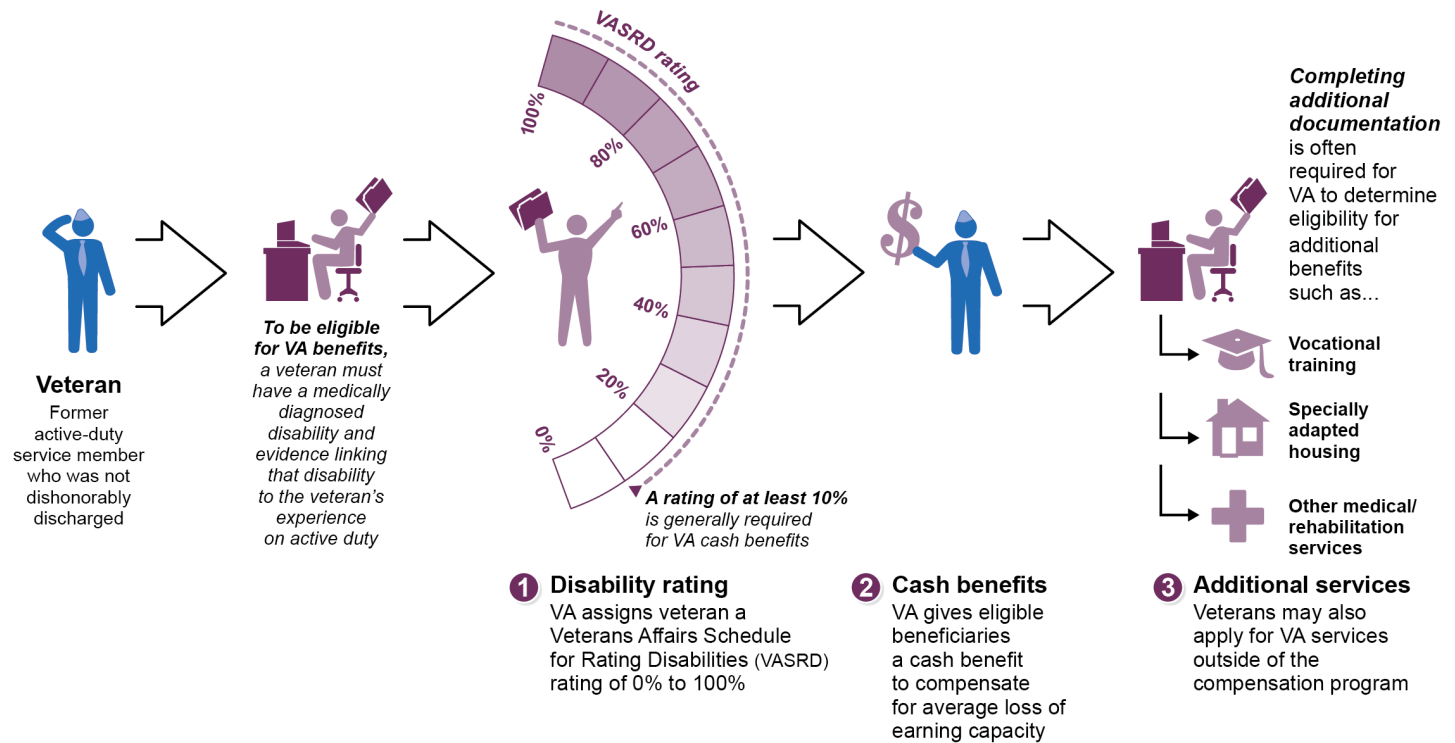 Veteran
Former
active-duty
service member
who was not
dishonorably
discharged
To be eligible
for VA benefits,
a veteran must
have a medically
diagnosed
disability and
evidence linking
that disability
to the veteran's
experience
on active duty
VASRD rating
100%
80%
60%
40%
20%
0%
A rating of at least 10%
is generally required
for VA cash benefits
1 Disability rating
VA assigns veteran a
Veterans Affairs Schedule
for Rating Disabilities (VASRD)
rating of 0% to 100%
$
2 Cash benefits
VA gives eligible
beneficiaries
a cash benefit
to compensate
for average loss of
earning capacity
Completing
additional
documentation
is often
required for
VA to determine
eligibility for
additional
benefits
such as...
Vocational
training
Specially
adapted
housing
Other medical/
rehabilitation
services
3 Additional services
Veterans may also
apply for VA services
outside of the
compensation program